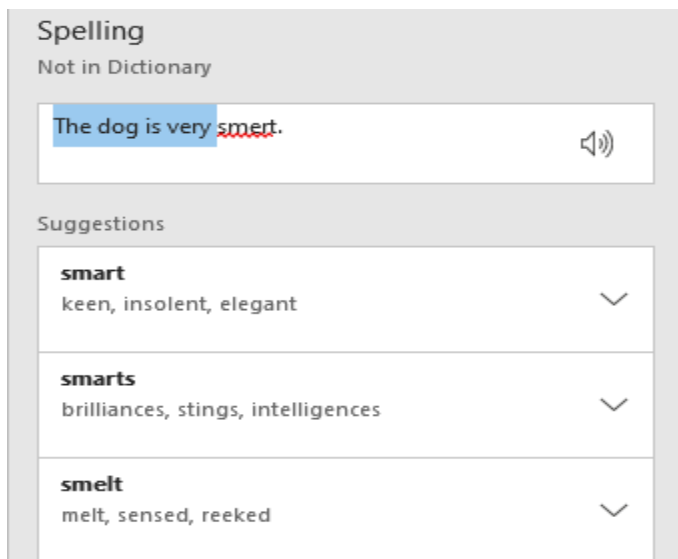 Spelling
Not in Dictionary
The dog is very smert.
Suggestions
smart
keen, insolent, elegant
smarts
brilliances, stings, intelligences
smelt
melt, sensed, reeked